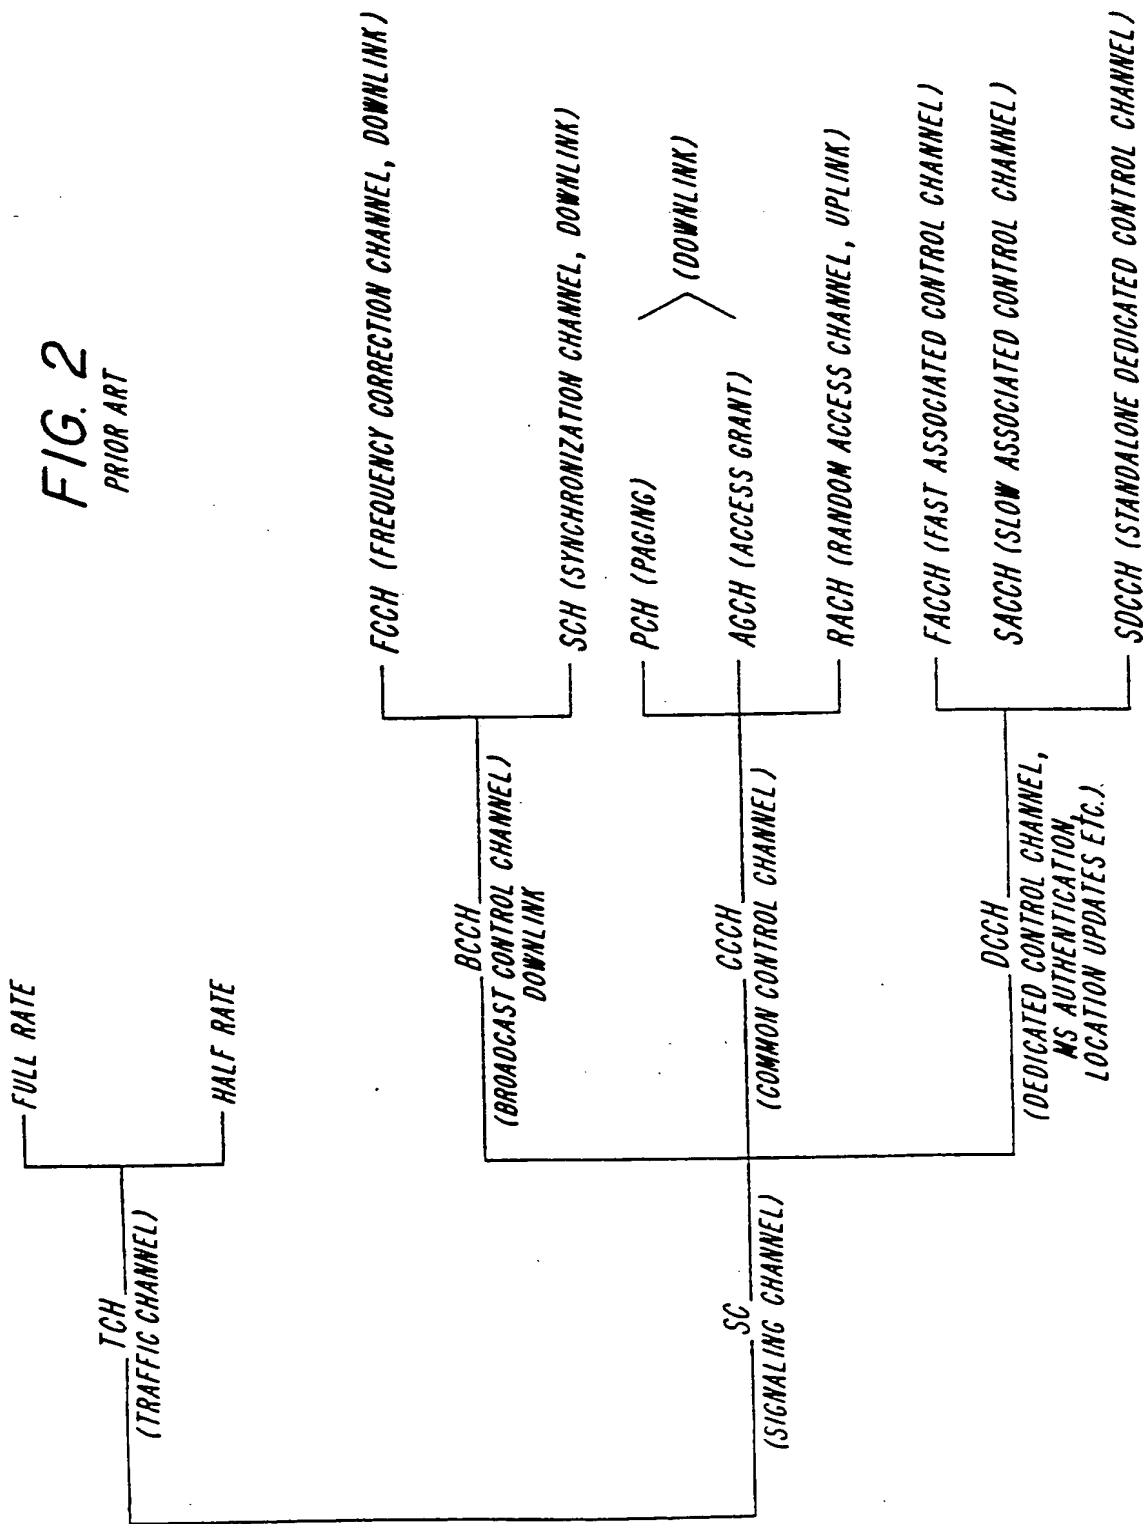 FIG. 2
PRIOR ART
TCH
(TRAFFIC CHANNEL)
FULL RATE
HALF RATE
SC
(SIGNALING CHANNEL)
BCCH
(BROADCAST CONTROL CHANNEL)
DOWNLINK
FCCH (FREQUENCY CORRECTION CHANNEL, DOWNLINK)
SCH (SYNCHRONIZATION CHANNEL, DOWNLINK)
CCCH
(COMMON CONTROL CHANNEL)
PCH (PAGING)
(DOWNLINK)
AGCH (ACCESS GRANT)
RACH (RANDOM ACCESS CHANNEL, UPLINK)
DCCH
(DEDICATED CONTROL CHANNEL,
MS AUTHENTICATION,
LOCATION UPDATES ETC.)
FACCH (FAST ASSOCIATED CONTROL CHANNEL)
SACCH (SLOW ASSOCIATED CONTROL CHANNEL)
SDCCH (STANDALONE DEDICATED CONTROL CHANNEL)